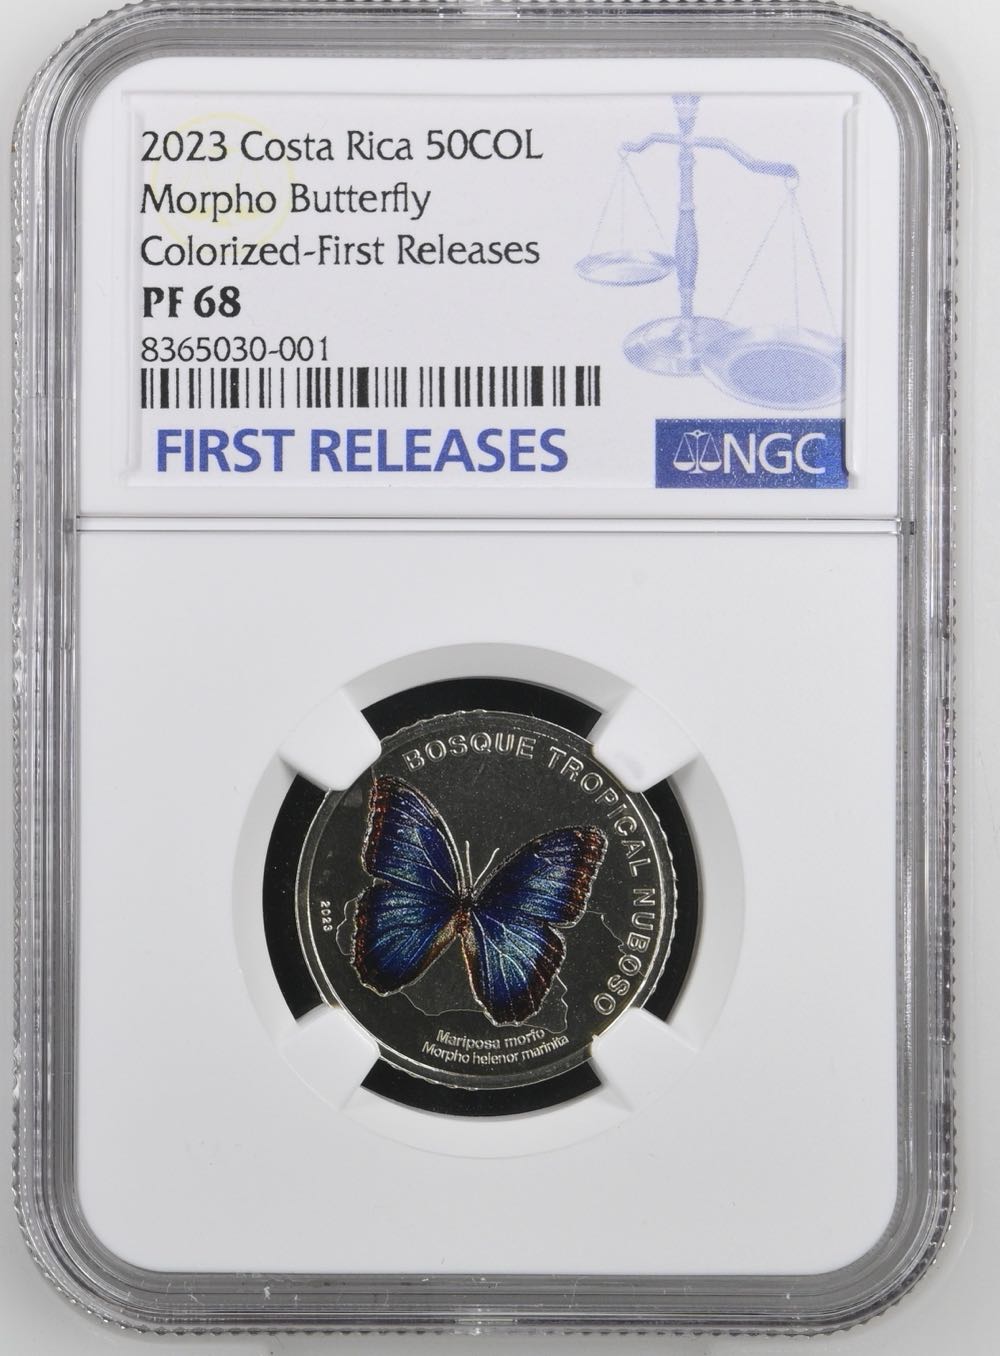 2023 Costa Rica 50COL
Morpho Butterfly
Colorized-First Releases
PF 68
8365030-001
FIRST RELEASES
NGC
BOSQUE TROPICAL NUBOSO
2023
Mariposa morfo
Morpho helenor marinita